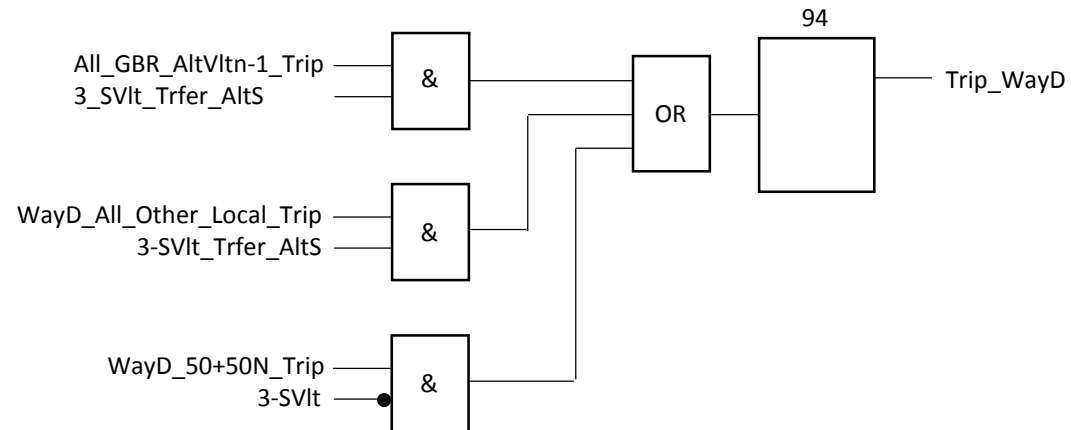 94
All_GBR_AltVltn-1_Trip
3_SVlt_Trfer_AltS
&
OR
Trip_WayD
WayD_All_Other_Local_Trip
3-SVlt_Trfer_AltS
&
WayD_50+50N_Trip
3-SVlt
&